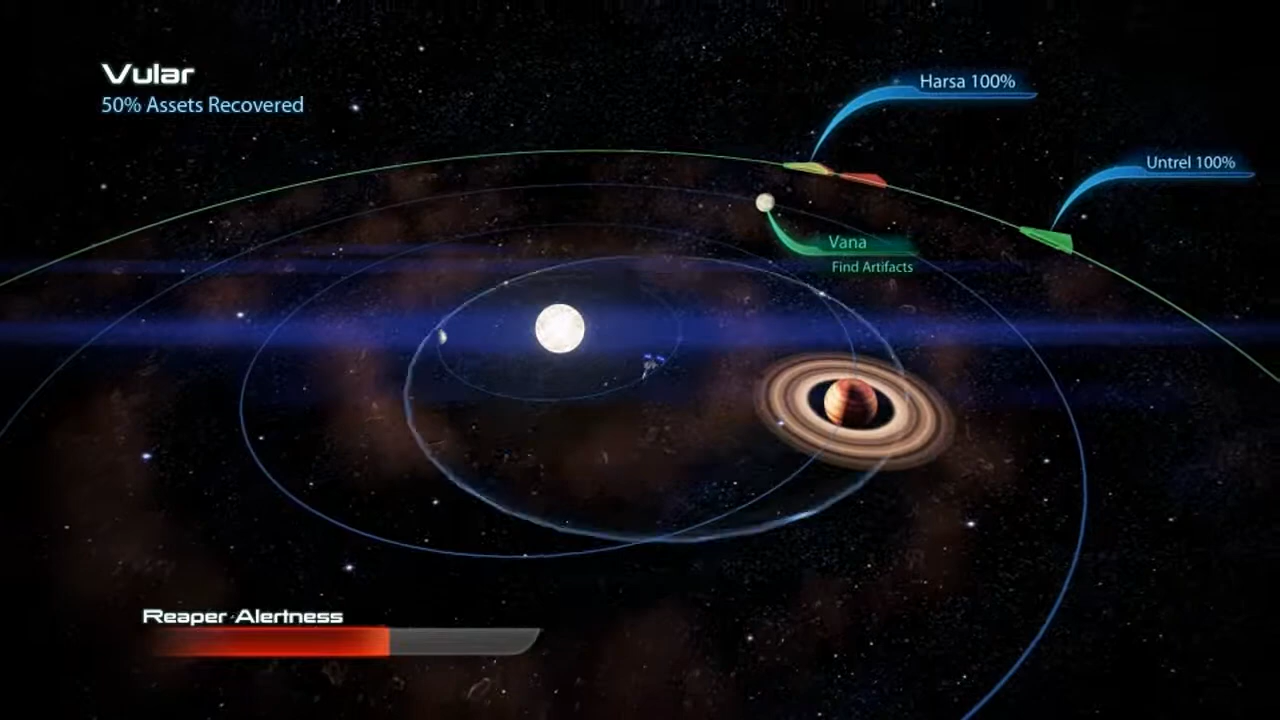 Vular
50% Assets Recovered
Harsa 100%
Untrel 100%
Vana
Find Artifacts
Reaper Alertness